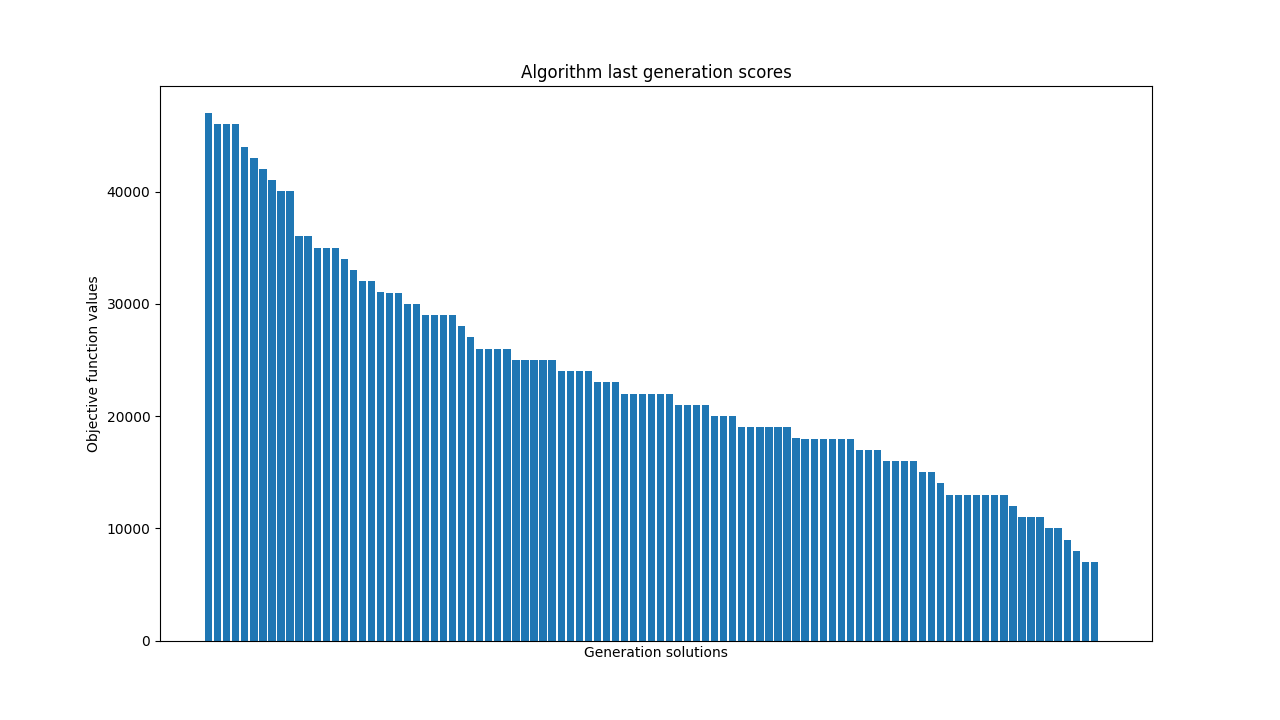 Algorithm last generation scores
Objective function values
40000
30000
20000
10000
0
Generation solutions